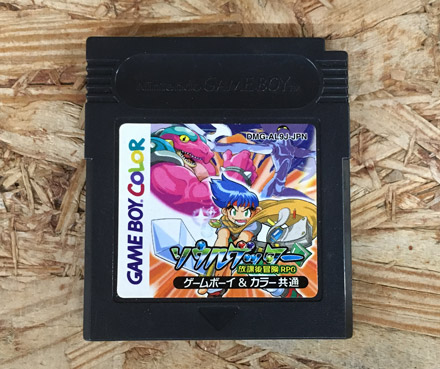 Nintendo GAME BOY
DMG-AL9J-JPN
GAME BOY COLOR
ソウルゲッター
放課後冒険RPG
ゲームボーイ & カラー共通